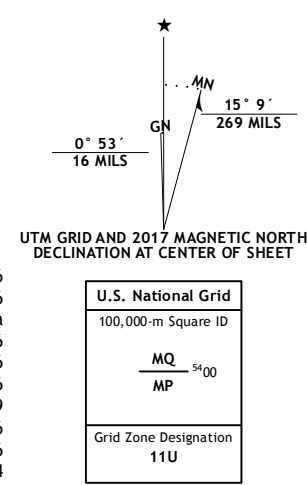 ★
MN
GN
15° 9´
269 MILS
0° 53´
16 MILS
UTM GRID AND 2017 MAGNETIC NORTH
DECLINATION AT CENTER OF SHEET
U.S. National Grid
100,000-m Square ID
MQ
5400
MP
Grid Zone Designation
11U